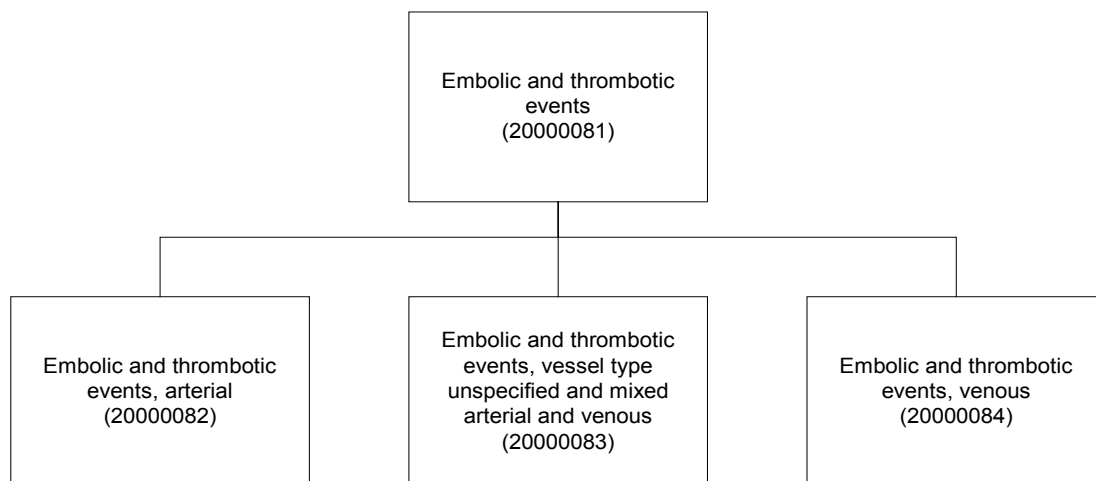 Embolic and thrombotic
events
(20000081)
Embolic and thrombotic
events, arterial
(20000082)
Embolic and thrombotic
events, vessel type
unspecified and mixed
arterial and venous
(20000083)
Embolic and thrombotic
events, venous
(20000084)